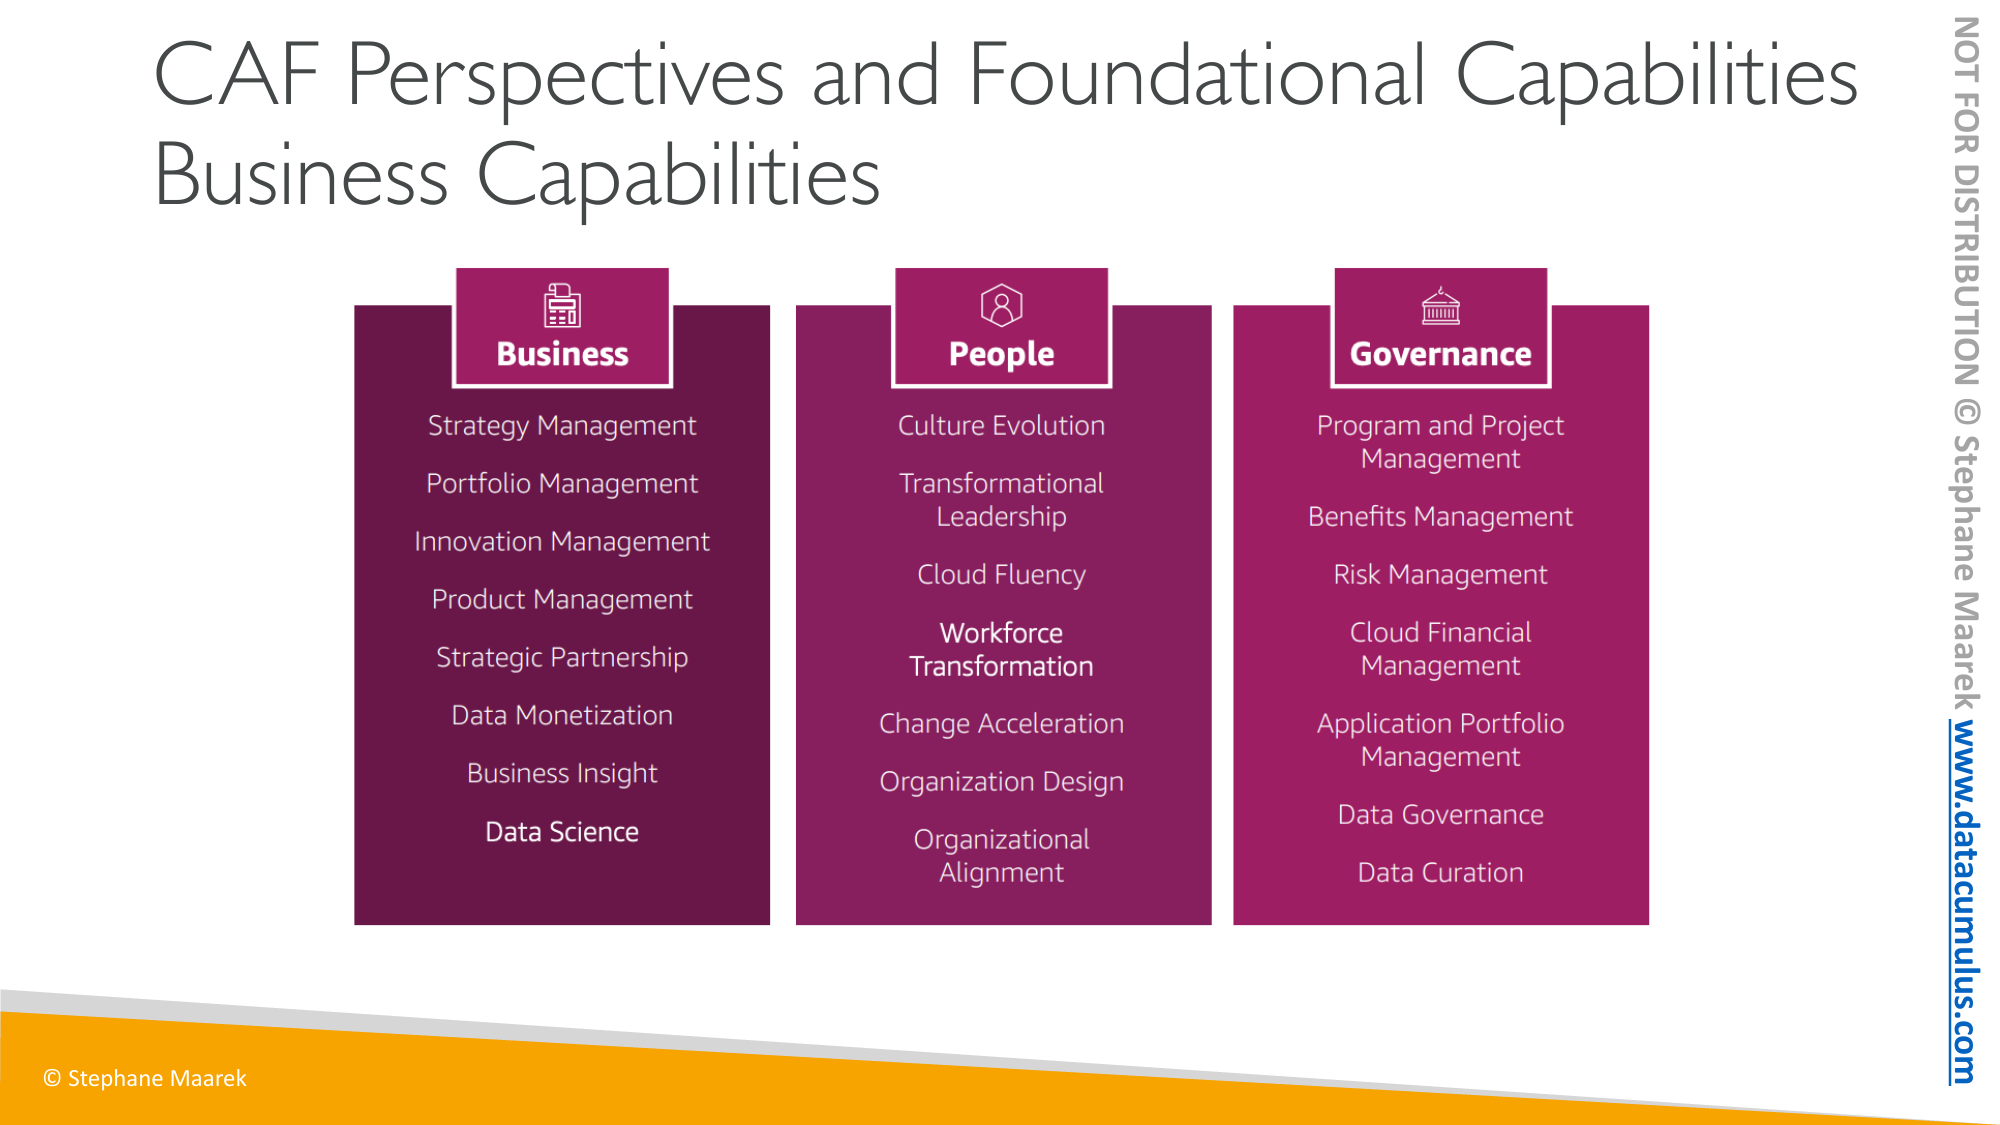 CAF Perspectives and Foundational Capabilities
Business Capabilities
Business
Strategy Management
Portfolio Management
Innovation Management
Product Management
Strategic Partnership
Data Monetization
Business Insight
Data Science
People
Culture Evolution
Transformational
Leadership
Cloud Fluency
Workforce
Transformation
Change Acceleration
Organization Design
Organizational
Alignment
Governance
Program and Project
Management
Benefits Management
Risk Management
Cloud Financial
Management
Application Portfolio
Management
Data Governance
Data Curation
© Stephane Maarek
NOT FOR DISTRIBUTION © Stephane Maarek www.datacumulus.com